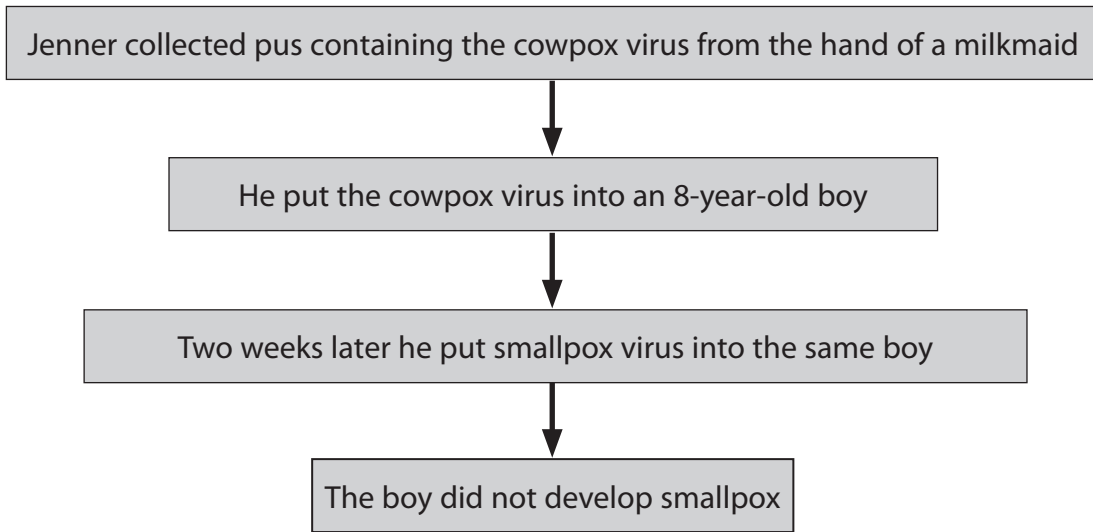 Jenner collected pus containing the cowpox virus from the hand of a milkmaid
He put the cowpox virus into an 8-year-old boy
Two weeks later he put smallpox virus into the same boy
The boy did not develop smallpox